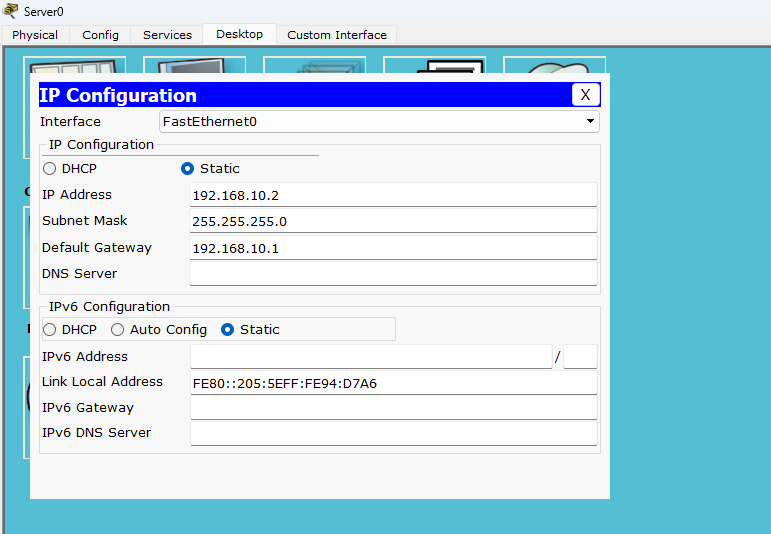 Server0
Physical Config Services Desktop Custom Interface
IP Configuration X
Interface FastEthernet0
IP Configuration
DHCP Static
IP Address 192.168.10.2
Subnet Mask 255.255.255.0
Default Gateway 192.168.10.1
DNS Server
IPv6 Configuration
DHCP Auto Config Static
IPv6 Address /
Link Local Address FE80::205:5EFF:FE94:D7A6
IPv6 Gateway
IPv6 DNS Server